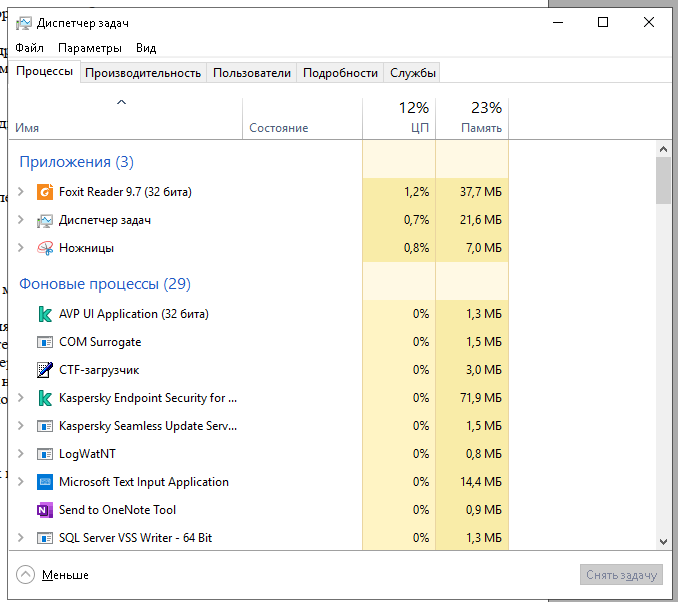 Диспетчер задач
Файл Параметры Вид
Процессы Производительность Пользователи Подробности Службы
12% 23%
Имя Состояние ЦП Память
Приложения (3)
Foxit Reader 9.7 (32 бита) 1,2% 37,7 МБ
Диспетчер задач 0,7% 21,6 МБ
Ножницы 0,8% 7,0 МБ
Фоновые процессы (29)
AVP UI Application (32 бита) 0% 1,3 МБ
COM Surrogate 0% 1,5 МБ
CTF-загрузчик 0% 3,0 МБ
Kaspersky Endpoint Security for ... 0% 71,9 МБ
Kaspersky Seamless Update Serv... 0% 1,5 МБ
LogWatNT 0% 0,8 МБ
Microsoft Text Input Application 0% 14,4 МБ
Send to OneNote Tool 0% 0,9 МБ
SQL Server VSS Writer - 64 Bit 0% 1,3 МБ
Меньше Снять задачу